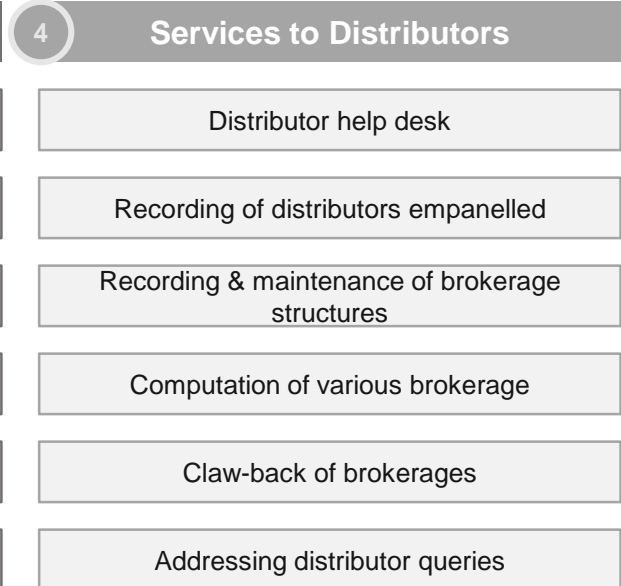 4
Services to Distributors
Distributor help desk
Recording of distributors empanelled
Recording & maintenance of brokerage
structures
Computation of various brokerage
Claw-back of brokerages
Addressing distributor queries